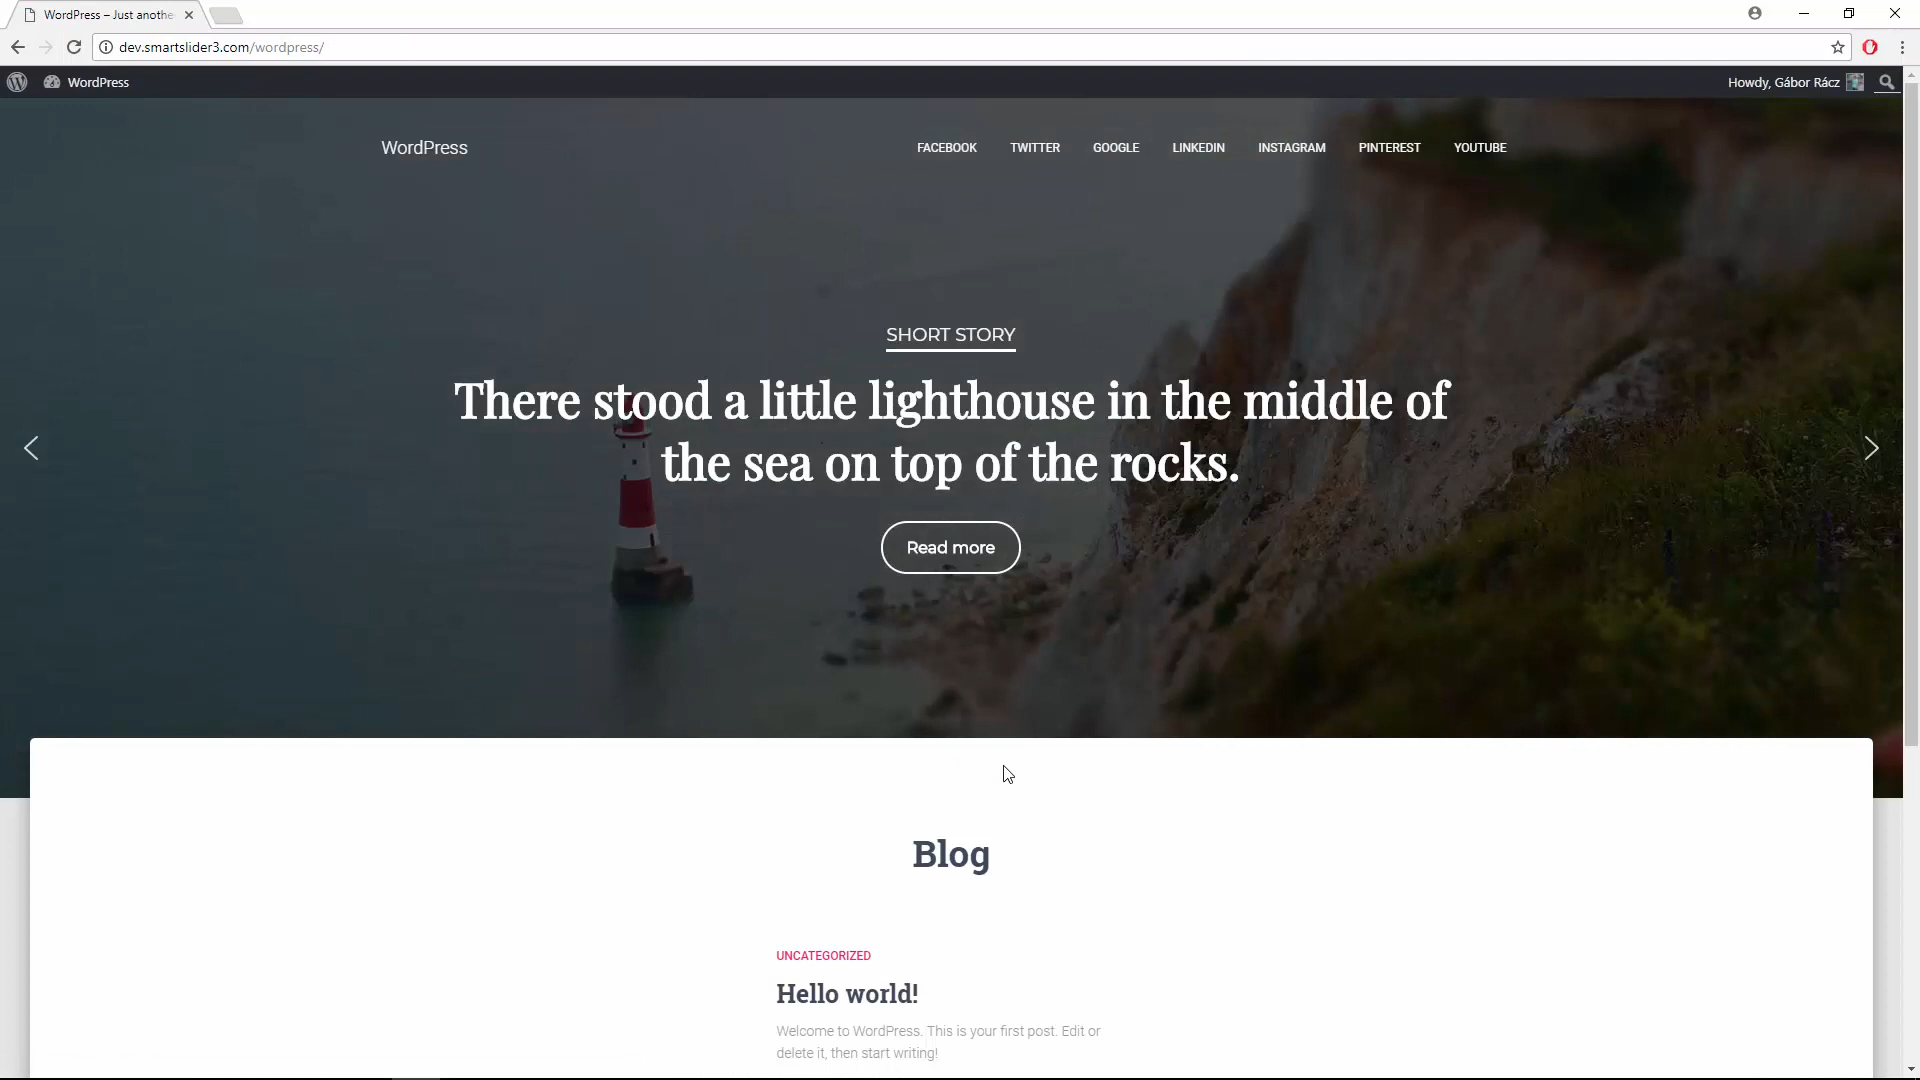 WordPress – Just anothe
dev.smartslider3.com/wordpress/
WordPress
Howdy, Gábor Rácz
WordPress
FACEBOOK TWITTER GOOGLE LINKEDIN INSTAGRAM PINTEREST YOUTUBE
SHORT STORY
There stood a little lighthouse in the middle of
the sea on top of the rocks.
Read more
Blog
UNCATEGORIZED
Hello world!
Welcome to WordPress. This is your first post. Edit or
delete it, then start writing!